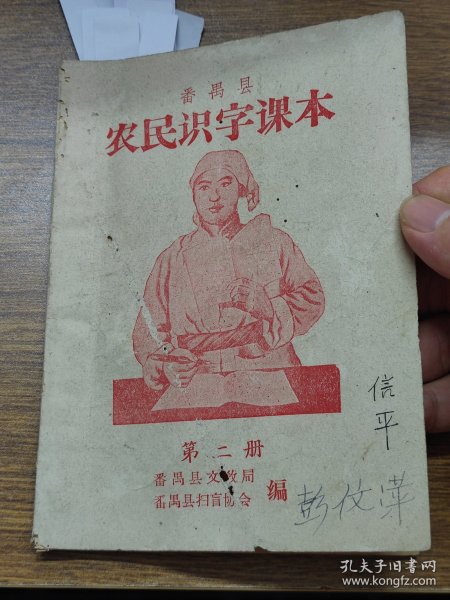 番禺县
农民识字课本
第二册
番禺县文教局
番禺县扫盲协会
编
信平
彭
孔夫子旧书网
www.kongfz.com